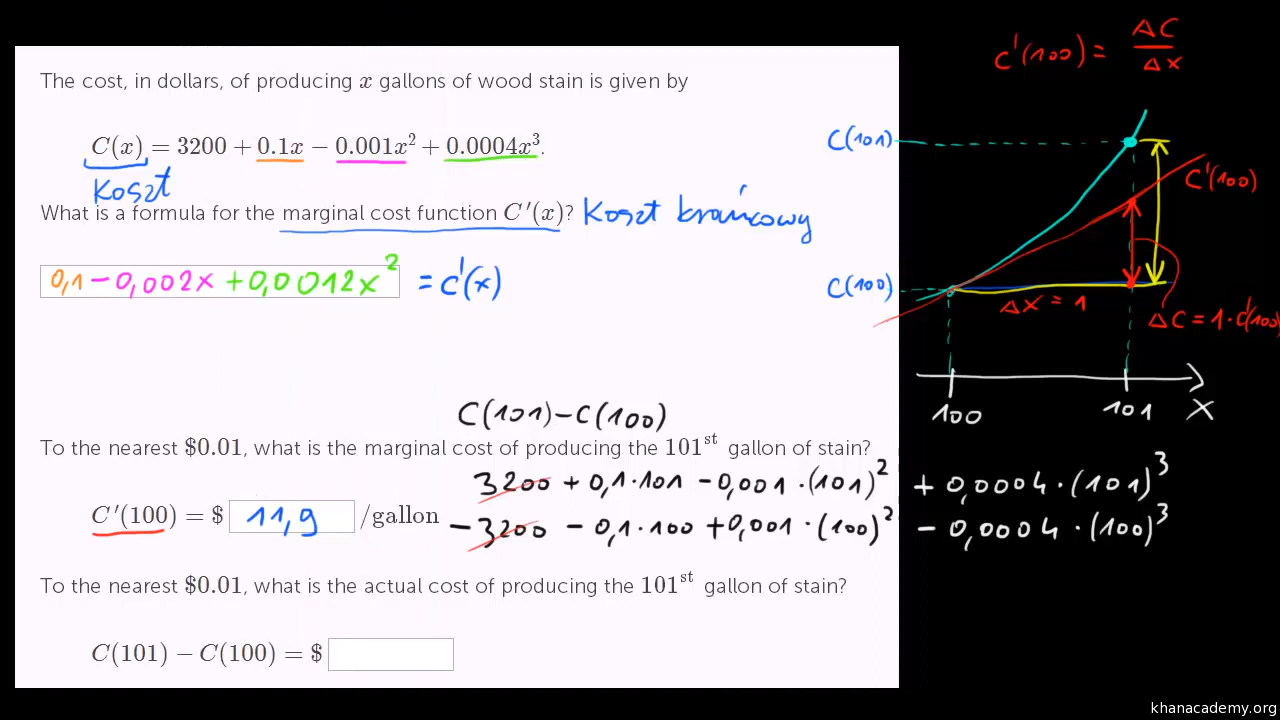 The cost, in dollars, of producing x gallons of wood stain is given by
C(x) = 3200 + 0.1x − 0.001x² + 0.0004x³.
Koszt
What is a formula for the marginal cost function C′(x)? Koszt krańcowy
0,1 − 0,002x + 0,0012x² = C'(x)
C(101) − C(100)
To the nearest $0.01, what is the marginal cost of producing the 101st gallon of stain?
3200 + 0,1·101 − 0,001·(101)² + 0,0004·(101)³
C′(100) = $ 11,9 /gallon
− 3200 − 0,1·100 + 0,001·(100)² − 0,0004·(100)³
To the nearest $0.01, what is the actual cost of producing the 101st gallon of stain?
C(101) − C(100) = $
C'(100) = ΔC/Δx
C(101)
C'(100)
C(100)
Δx = 1
ΔC = 1·C'(100)
100
101
X
khanacademy.org